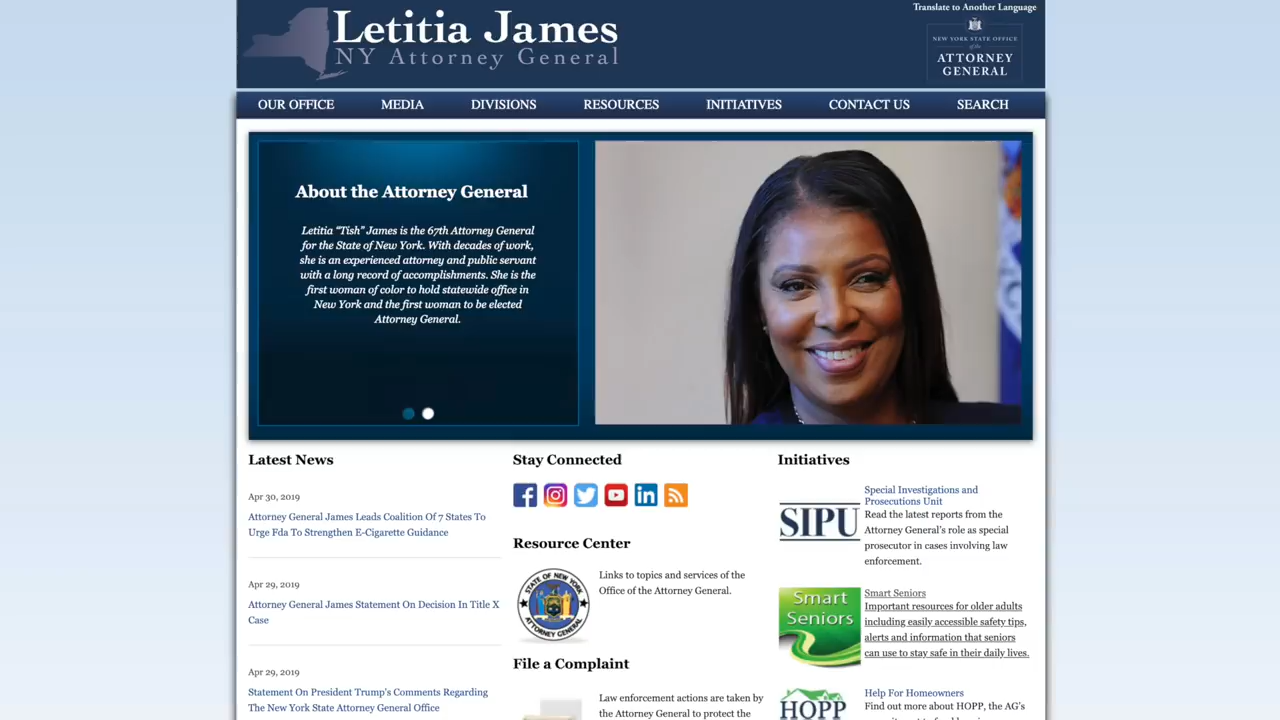 Translate to Another Language
Letitia James
NY Attorney General
NEW YORK STATE OFFICE
of the
ATTORNEY
GENERAL
OUR OFFICE
MEDIA
DIVISIONS
RESOURCES
INITIATIVES
CONTACT US
SEARCH
About the Attorney General
Letitia “Tish” James is the 67th Attorney General
for the State of New York. With decades of work,
she is an experienced attorney and public servant
with a long record of accomplishments. She is the
first woman of color to hold statewide office in
New York and the first woman to be elected
Attorney General.
Latest News
Apr 30, 2019
Attorney General James Leads Coalition Of 7 States To
Urge Fda To Strengthen E-Cigarette Guidance
Apr 29, 2019
Attorney General James Statement On Decision In Title X
Case
Apr 29, 2019
Statement On President Trump's Comments Regarding
The New York State Attorney General Office
Stay Connected
Resource Center
STATE OF NEW YORK
ATTORNEY GENERAL
Links to topics and services of the
Office of the Attorney General.
File a Complaint
Law enforcement actions are taken by
the Attorney General to protect the
Initiatives
SIPU
Special Investigations and
Prosecutions Unit
Read the latest reports from the
Attorney General's role as special
prosecutor in cases involving law
enforcement.
Smart
Seniors
Smart Seniors
Important resources for older adults
including easily accessible safety tips,
alerts and information that seniors
can use to stay safe in their daily lives.
HOPP
Help For Homeowners
Find out more about HOPP, the AG's